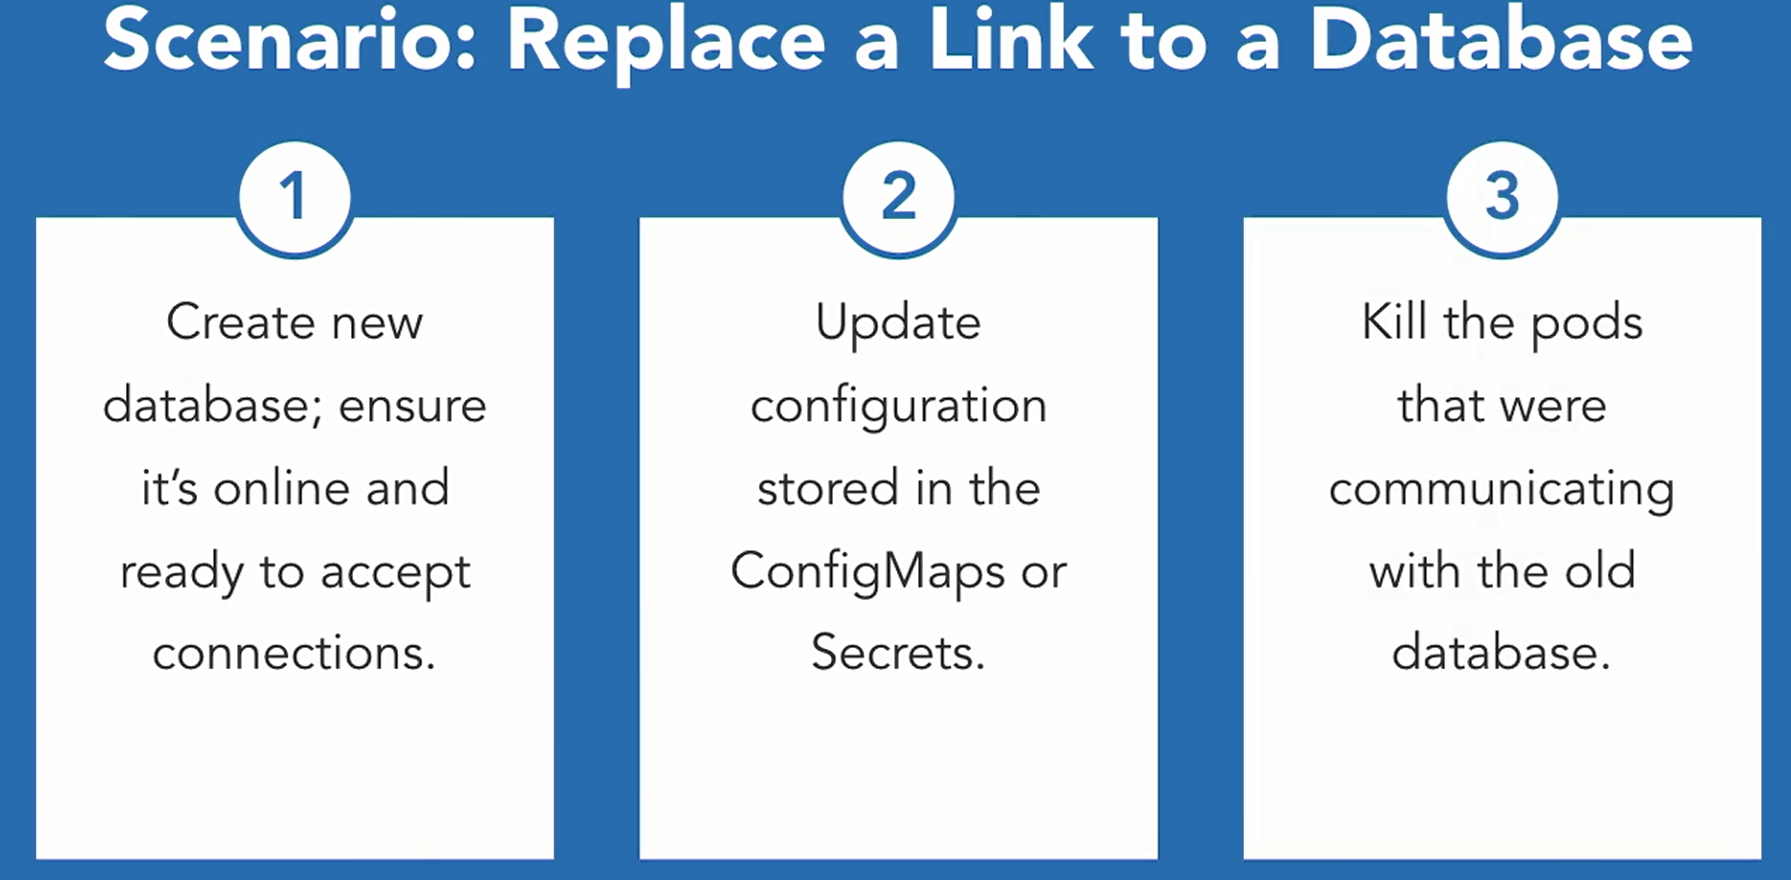 Scenario: Replace a Link to a Database
1
Create new
database; ensure
it’s online and
ready to accept
connections.
2
Update
configuration
stored in the
ConfigMaps or
Secrets.
3
Kill the pods
that were
communicating
with the old
database.